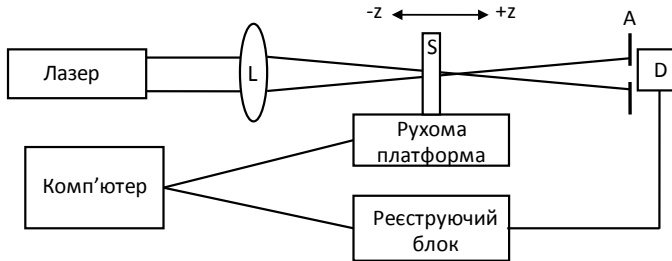 -z
+z
A
Лазер
L
S
D
Рухома
платформа
Комп’ютер
Реєструючий
блок